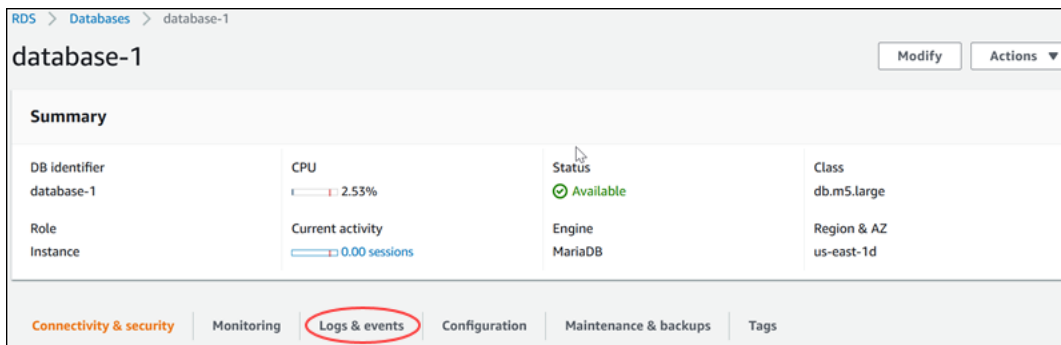 RDS > Databases > database-1
database-1
Modify
Actions ▼
Summary
DB identifier
CPU
Status
Class
database-1
2.53%
Available
db.m5.large
Role
Current activity
Engine
Region & AZ
Instance
0.00 sessions
MariaDB
us-east-1d
Connectivity & security
Monitoring
Logs & events
Configuration
Maintenance & backups
Tags